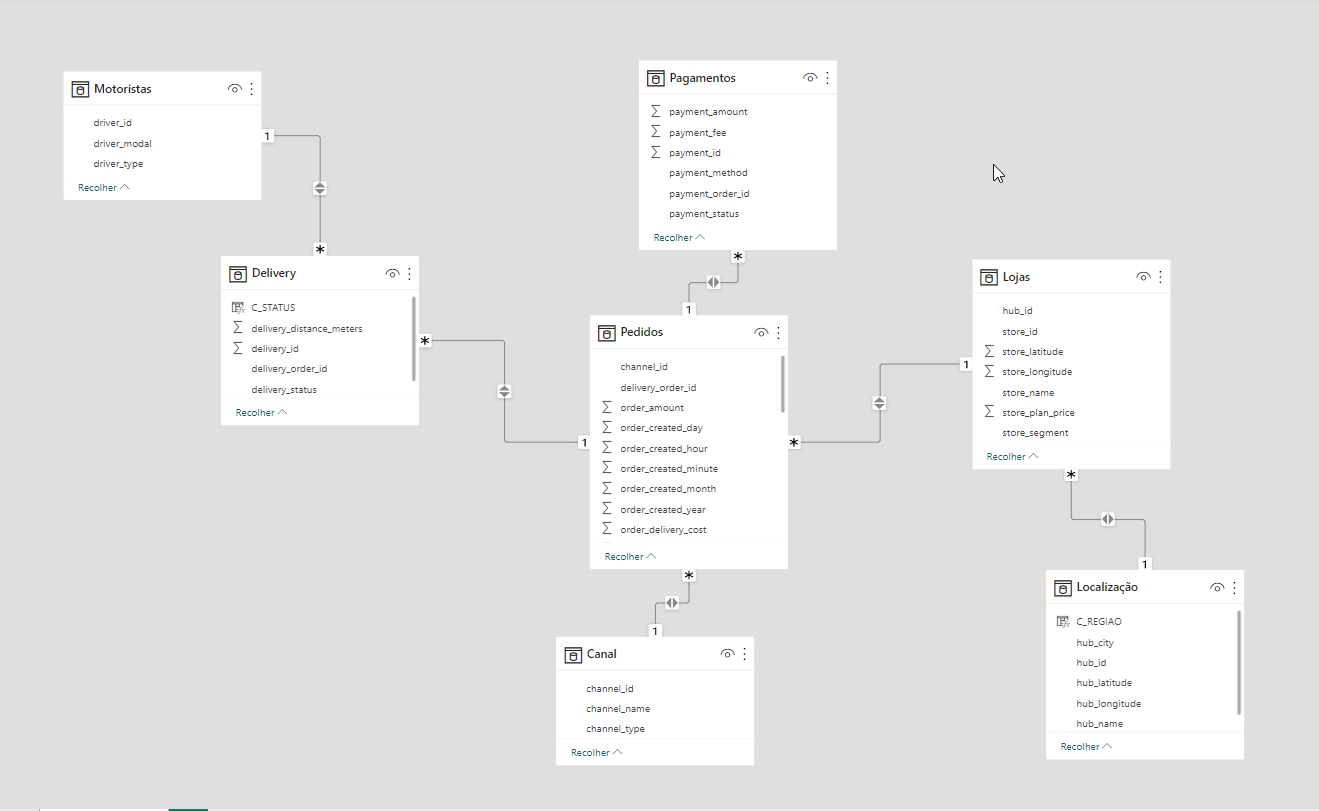 Motoristas
driver_id
driver_modal
driver_type
Recolher
1
*
Pagamentos
payment_amount
payment_fee
payment_id
payment_method
payment_order_id
payment_status
Recolher
*
1
Delivery
C_STATUS
delivery_distance_meters
delivery_id
delivery_order_id
delivery_status
Recolher
*
1
Pedidos
channel_id
delivery_order_id
order_amount
order_created_day
order_created_hour
order_created_minute
order_created_month
order_created_year
order_delivery_cost
Recolher
*
1
Lojas
hub_id
store_id
store_latitude
store_longitude
store_name
store_plan_price
store_segment
Recolher
*
1
*
1
Canal
channel_id
channel_name
channel_type
Recolher
Localização
C_REGIAO
hub_city
hub_id
hub_latitude
hub_longitude
hub_name
Recolher